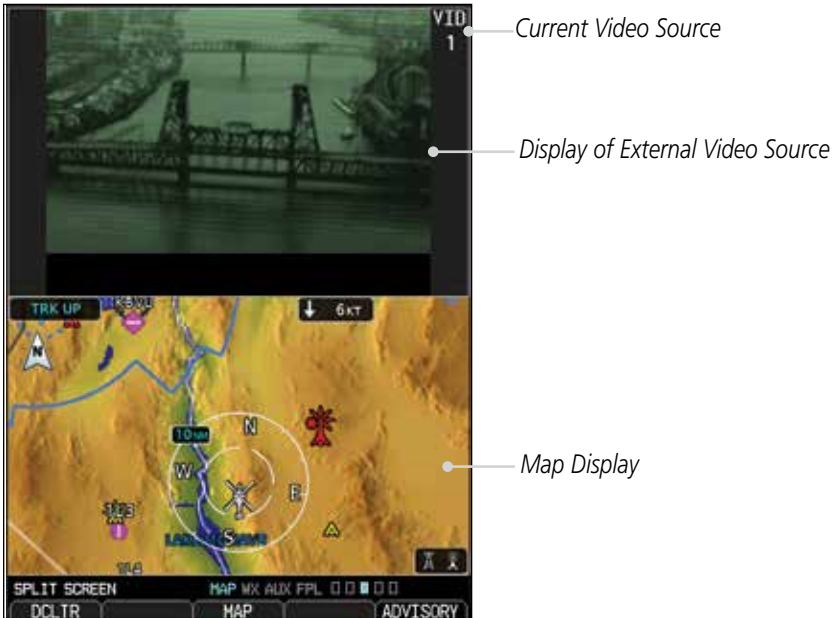 VID
1
Current Video Source
Display of External Video Source
TRK UP
6KT
N
10NM
N
W
E
S
Map Display
SPLIT SCREEN
MAP WX AUX FPL
DCLTR
MAP
ADVISORY